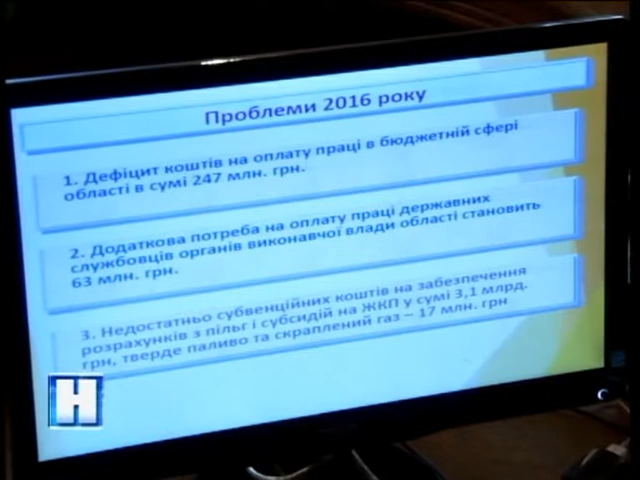 Проблеми 2016 року
1. Дефіцит коштів на оплату праці в бюджетній сфері
області в сумі 247 млн. грн.
2. Додаткова потреба на оплату праці державних
службовців органів виконавчої влади області становить
63 млн. грн.
3. Недостатньо субвенційних коштів на забезпечення
розрахунків з пільг і субсидій на ЖКП у сумі 3,1 млрд.
грн, тверде паливо та скраплений газ – 17 млн. грн
Н